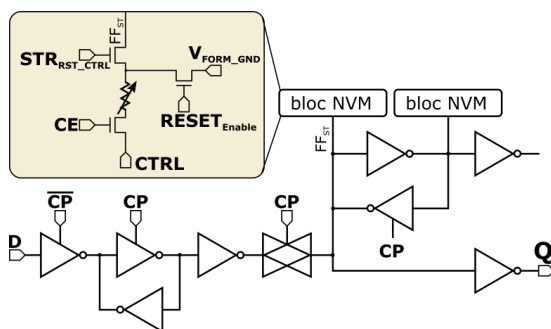 FF_ST
V_FORM_GND
STR_RST_CTRL
CE
RESET_Enable
CTRL
bloc NVM
bloc NVM
FF_ST
CP
CP
CP
CP
D
Q